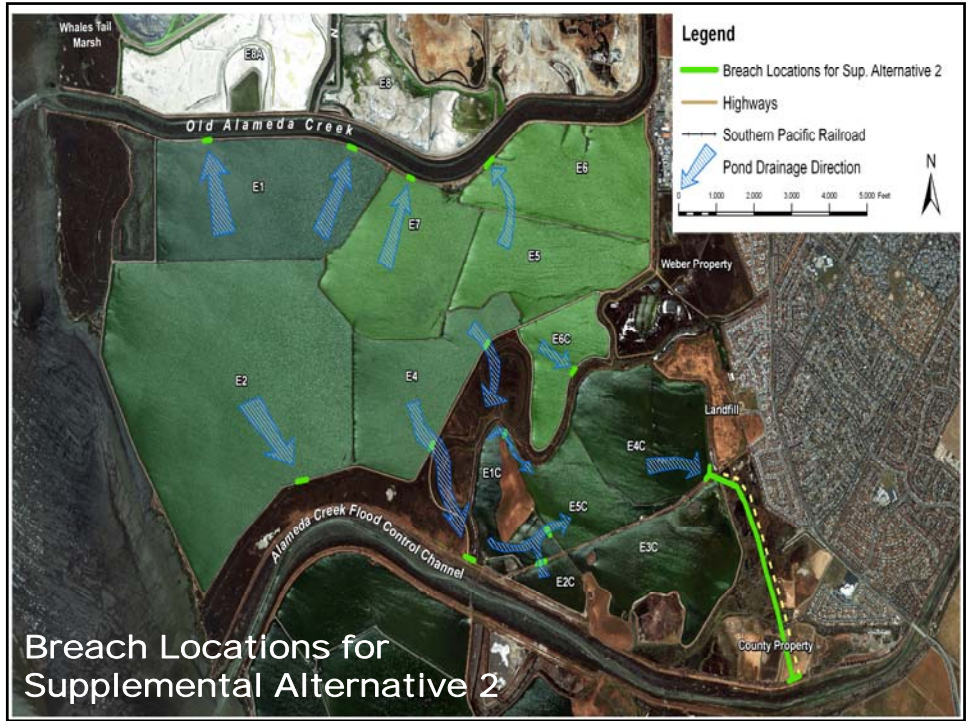 Whales Tail
Marsh
E8A
N
E8
Old Alameda Creek
E1
E6
E7
E5
Weber Property
E6C
E2
E4
Landfill
E4C
E1C
E5C
E3C
E2C
Alameda Creek Flood Control Channel
County Property
Legend
Breach Locations for Sup. Alternative 2
Highways
Southern Pacific Railroad
Pond Drainage Direction
N
0 1,000 2,000 3,000 4,000 5,000 Feet
Breach Locations for
Supplemental Alternative 2